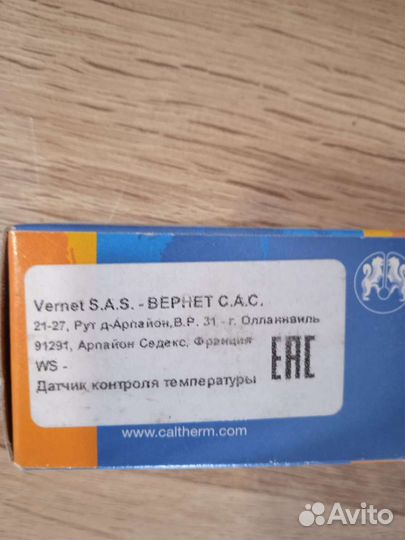 Vernet S.A.S. - ВЕРНЕТ С.А.С.
21-27, Рут д-Арпайон,В.Р. 31 - г.Оллаинвиль
91291, Арпайон Седекс, Франция
WS -
Датчик контроля температуры
EAC
www.caltherm.com
Avito